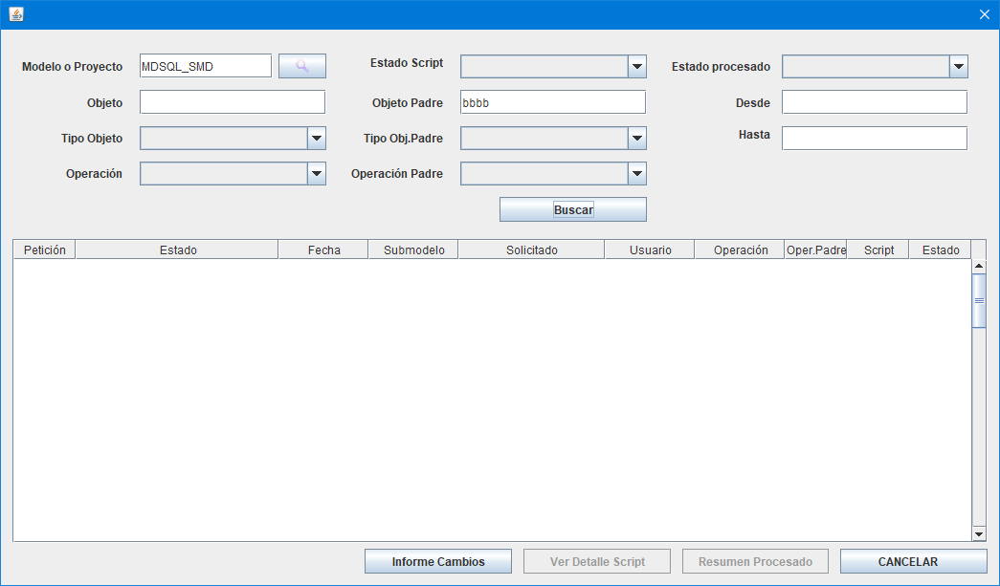 Modelo o Proyecto MDSQL_SMD Estado Script Estado procesado
Objeto Objeto Padre bbbb Desde
Tipo Objeto Tipo Obj.Padre Hasta
Operación Operación Padre
Buscar
Petición Estado Fecha Submodelo Solicitado Usuario Operación Oper.Padre Script Estado
Informe Cambios Ver Detalle Script Resumen Procesado CANCELAR